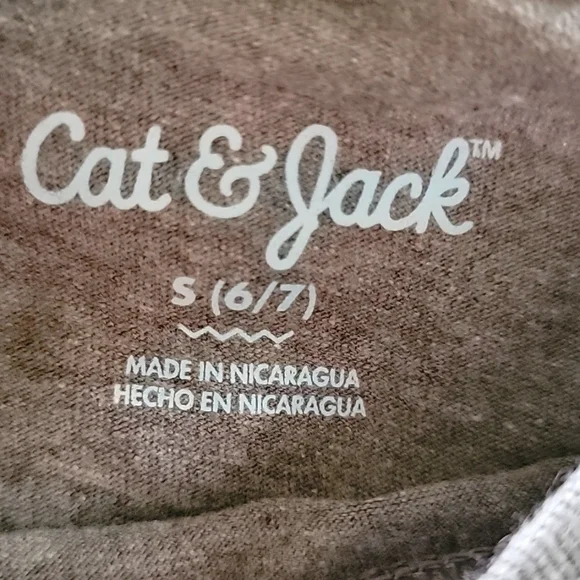 Cat & Jack™
S (6/7)
MADE IN NICARAGUA
HECHO EN NICARAGUA